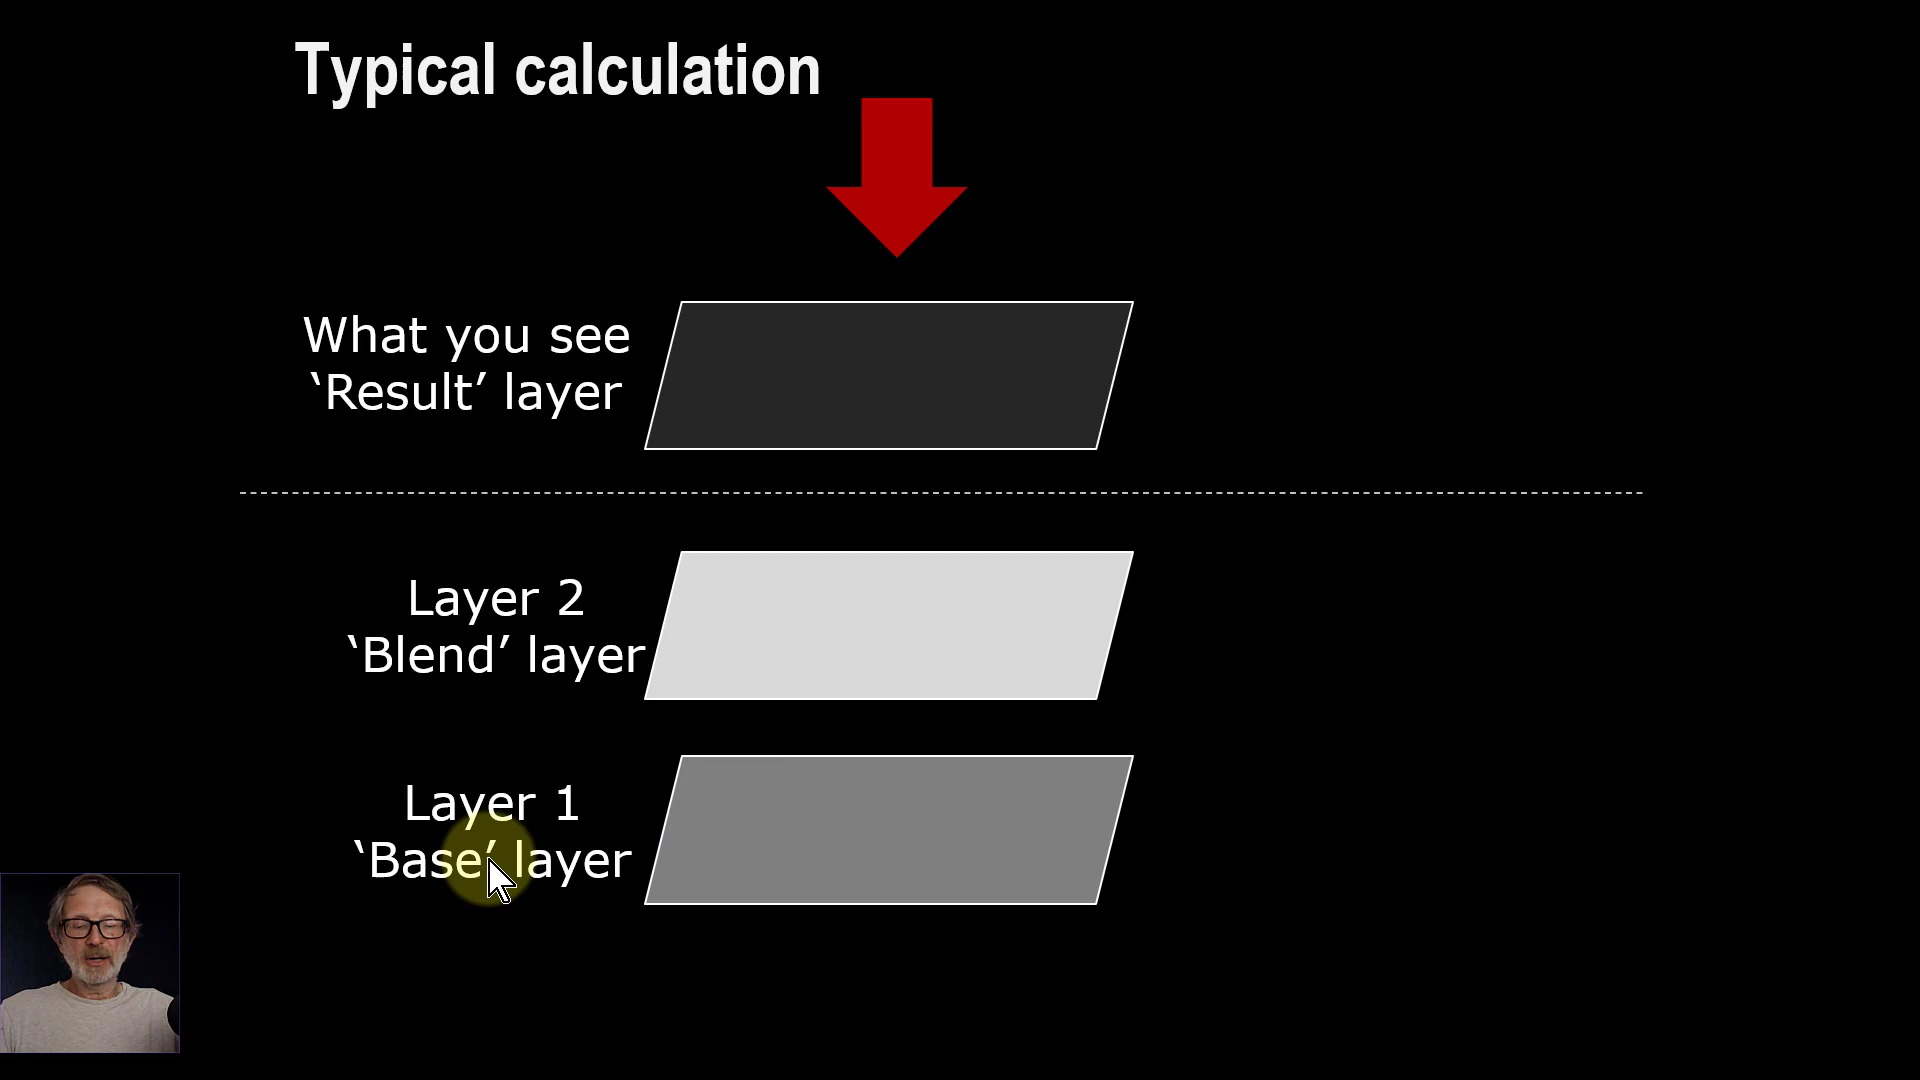 Typical calculation
What you see
‘Result’ layer
Layer 2
‘Blend’ layer
Layer 1
‘Base’ layer